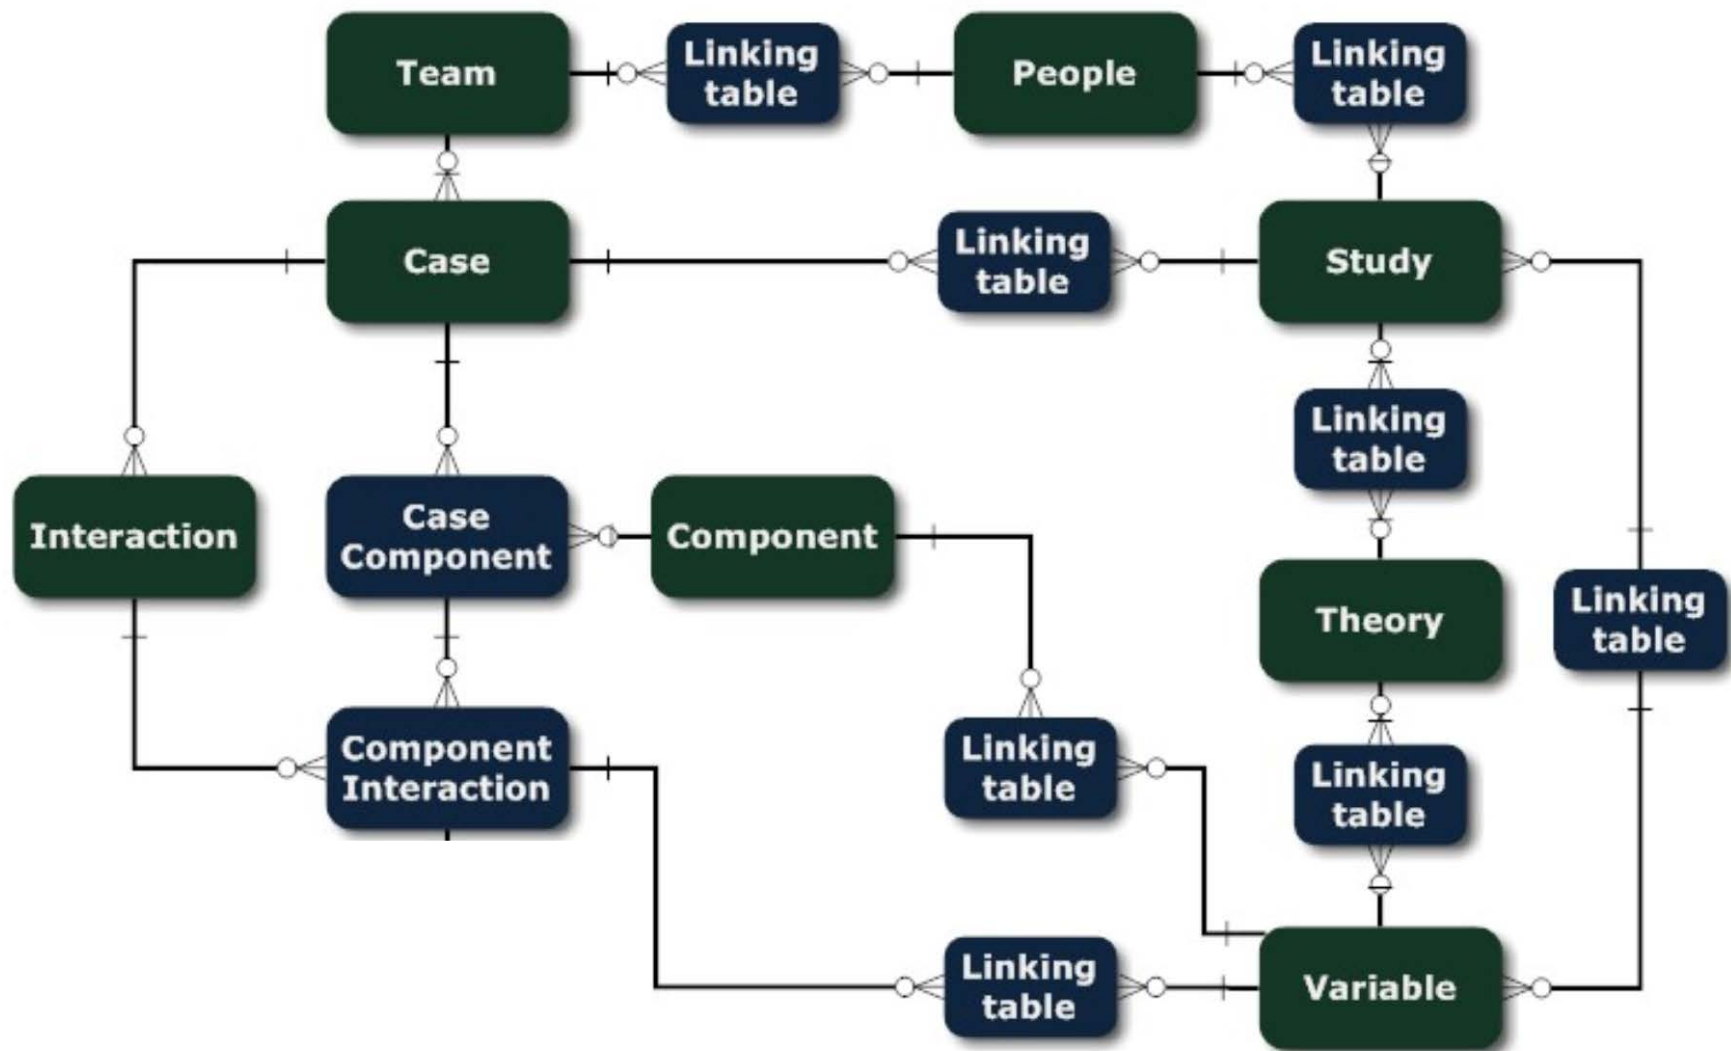 Team
Linking
table
People
Linking
table
Case
Linking
table
Study
Linking
table
Interaction
Case
Component
Component
Theory
Linking
table
Component
Interaction
Linking
table
Linking
table
Linking
table
Variable